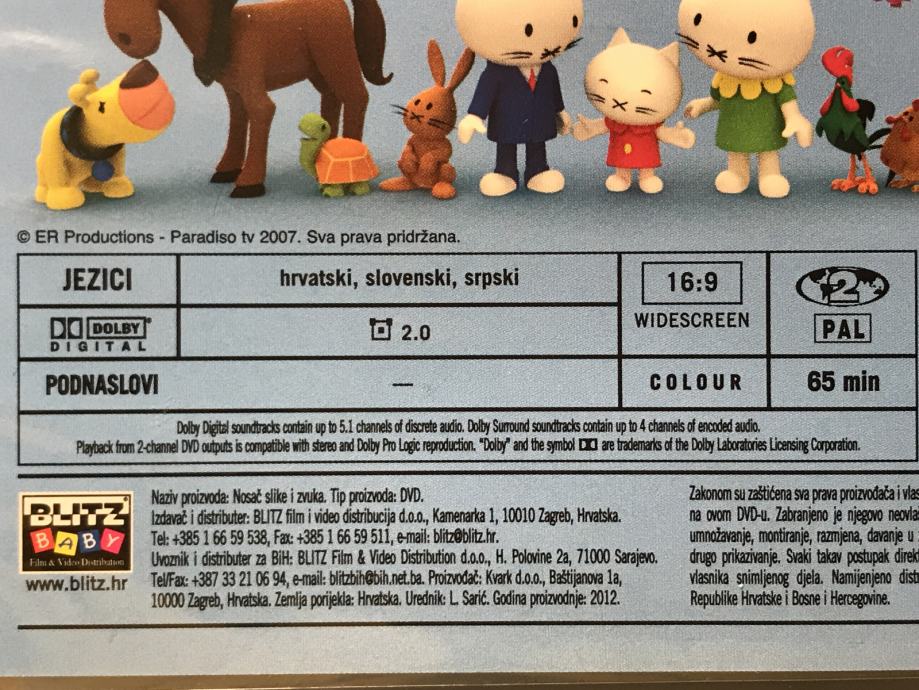 © ER Productions - Paradiso tv 2007. Sva prava pridržana.
JEZICI
hrvatski, slovenski, srpski
16:9
WIDESCREEN
2
PAL
DOLBY
DIGITAL
2.0
PODNASLOVI
—
COLOUR
65 min
Dolby Digital soundtracks contain up to 5.1 channels of discrete audio. Dolby Surround soundtracks contain up to 4 channels of encoded audio.
Playback from 2-channel DVD outputs is compatible with stereo and Dolby Pro Logic reproduction. "Dolby" and the symbol are trademarks of the Dolby Laboratories Licensing Corporation.
BLITZ
BABY
Film & Video Distribution
www.blitz.hr
Naziv proizvoda: Nosač slike i zvuka. Tip proizvoda: DVD.
Izdavač i distributer: BLITZ film i video distribucija d.o.o., Kamenarka 1, 10010 Zagreb, Hrvatska.
Tel: +385 1 66 59 538, Fax: +385 1 66 59 511, e-mail: blitz@blitz.hr.
Uvoznik i distributer za BiH: BLITZ Film & Video Distribution d.o.o., H. Polovine 2a, 71000 Sarajevo.
Tel/Fax: +387 33 21 06 94, e-mail: blitzbih@bih.net.ba. Proizvođač: Kvark d.o.o., Baštijanova 1a,
10000 Zagreb, Hrvatska. Zemlja porijekla: Hrvatska. Urednik: L. Sarić. Godina proizvodnje: 2012.
Zakonom su zaštićena sva prava proizvođača i vlas
na ovom DVD-u. Zabranjeno je njegovo neovlaš
umnožavanje, montiranje, razmjena, davanje u
drugo prikazivanje. Svaki takav postupak direkt
vlasnika snimljenog djela. Namijenjeno distr
Republike Hrvatske i Bosne i Hercegovine.